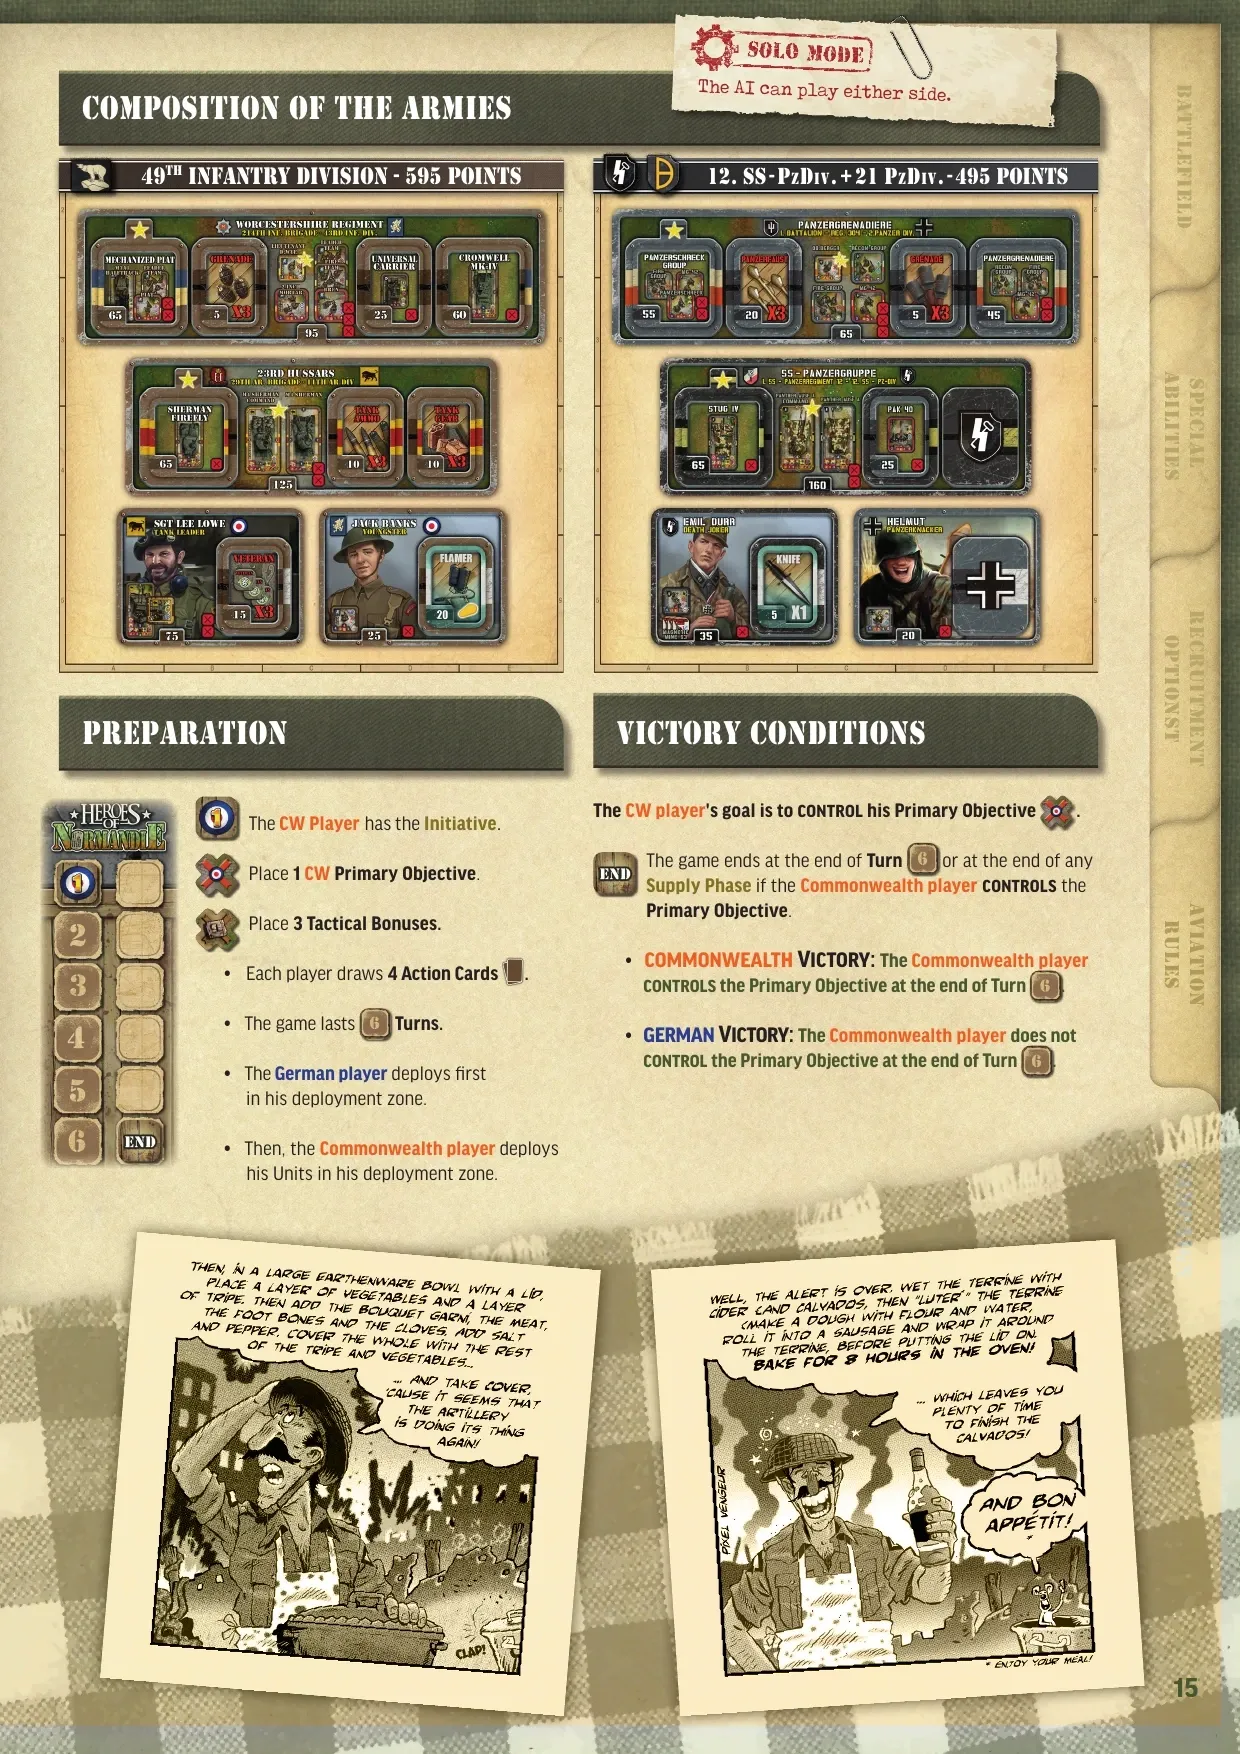 SOLO MODE
The AI can play either side.
COMPOSITION OF THE ARMIES
49TH INFANTRY DIVISION - 595 POINTS
WORCESTERSHIRE REGIMENT
214TH INF. BRIGADE - 43RD INF. DIV.
MECHANIZED PIAT
65
GRENADE
5 X3
95
UNIVERSAL
CARRIER
25
CROMWELL
MK-IV
60
23RD HUSSARS
29TH AR. BRIGADE - 11TH AR. DIV
SHERMAN
FIREFLY
65
125
TANK
AMMO
10 X3
TANK
GEAR
10 X3
SGT LEE LOWE
TANK LEADER
VETERAN
15 X3
75
JACK BANKS
YOUNGSTER
FLAMER
20
25
12. SS-PzDiv.+21 PzDiv.-495 POINTS
PANZERGRENADIERE
PANZERSCHRECK
GROUP
55
PANZERFAUST
20 X3
65
GRENADE
5 X3
PANZERGRENADIERE
45
SS - PANZERGRUPPE
STUG IV
65
160
PAK 40
25
EMIL DURR
DEATH JOKER
KNIFE
5 X1
35
HELMUT
PANZERKNACKER
20
PREPARATION
HEROES
OF
NORMANDIE
1
2
3
4
5
6 END
The CW Player has the Initiative.
Place 1 CW Primary Objective.
Place 3 Tactical Bonuses.
• Each player draws 4 Action Cards.
• The game lasts 6 Turns.
• The German player deploys first
in his deployment zone.
• Then, the Commonwealth player deploys
his Units in his deployment zone.
VICTORY CONDITIONS
The CW player's goal is to CONTROL his Primary Objective.
END
The game ends at the end of Turn 6 or at the end of any
Supply Phase if the Commonwealth player CONTROLS the
Primary Objective.
• COMMONWEALTH VICTORY: The Commonwealth player
CONTROLS the Primary Objective at the end of Turn 6.
• GERMAN VICTORY: The Commonwealth player does not
CONTROL the Primary Objective at the end of Turn 6.
THEN, IN A LARGE EARTHENWARE BOWL WITH A LID,
PLACE A LAYER OF VEGETABLES AND A LAYER
OF TRIPE. THEN ADD THE BOUQUET GARNI, THE MEAT,
THE FOOT BONES AND THE CLOVES. ADD SALT
AND PEPPER. COVER THE WHOLE WITH THE REST
OF THE TRIPE AND VEGETABLES...
... AND TAKE COVER,
'CAUSE IT SEEMS THAT
THE ARTILLERY
IS DOING ITS THING
AGAIN!
CLAP!
WELL, THE ALERT IS OVER. WET THE TERRINE WITH
CIDER (AND CALVADOS, THEN "LUTER" THE TERRINE
(MAKE A DOUGH WITH FLOUR AND WATER,
ROLL IT INTO A SAUSAGE AND WRAP IT AROUND
THE TERRINE, BEFORE PUTTING THE LID ON.
BAKE FOR 8 HOURS IN THE OVEN!
... WHICH LEAVES YOU
PLENTY OF TIME
TO FINISH THE
CALVADOS!
AND BON
APPÉTIT!
*
PIXEL VENGEUR
* ENJOY YOUR MEAL!
BATTLEFIELD
SPECIAL
ABILITIES
RECRUITMENT
OPTIONST
AVIATION
RULES
15